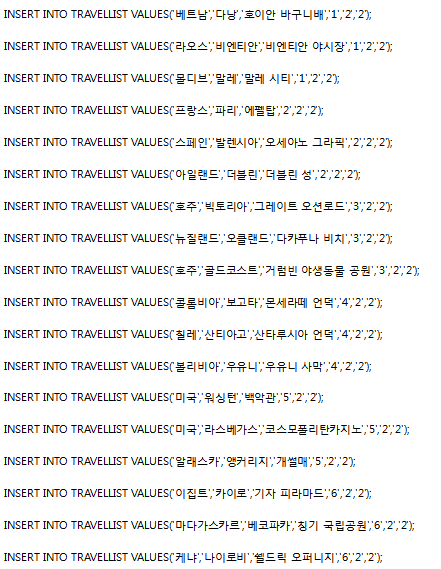 INSERT INTO TRAVELLIST VALUES('베트남','다낭','호이안 바구니배','1','2','2');
INSERT INTO TRAVELLIST VALUES('라오스','비엔티안','비엔티안 야시장','1','2','2');
INSERT INTO TRAVELLIST VALUES('몰디브','말레','말레 시티','1','2','2');
INSERT INTO TRAVELLIST VALUES('프랑스','파리','에펠탑','2','2','2');
INSERT INTO TRAVELLIST VALUES('스페인','발렌시아','오세아노 그라픽','2','2','2');
INSERT INTO TRAVELLIST VALUES('아일랜드','더블린','더블린 성','2','2','2');
INSERT INTO TRAVELLIST VALUES('호주','빅토리아','그레이트 오션로드','3','2','2');
INSERT INTO TRAVELLIST VALUES('뉴질랜드','오클랜드','다카푸나 비치','3','2','2');
INSERT INTO TRAVELLIST VALUES('호주','골드코스트','커럼빈 야생동물 공원','3','2','2');
INSERT INTO TRAVELLIST VALUES('콜롬비아','보고타','몬세라떼 언덕','4','2','2');
INSERT INTO TRAVELLIST VALUES('칠레','산티아고','산타루시아 언덕','4','2','2');
INSERT INTO TRAVELLIST VALUES('볼리비아','우유니','우유니 사막','4','2','2');
INSERT INTO TRAVELLIST VALUES('미국','워싱턴','백악관','5','2','2');
INSERT INTO TRAVELLIST VALUES('미국','라스베가스','코스모폴리탄카지노','5','2','2');
INSERT INTO TRAVELLIST VALUES('알래스카','앵커리지','개썰매','5','2','2');
INSERT INTO TRAVELLIST VALUES('이집트','카이로','기자 피라마드','6','2','2');
INSERT INTO TRAVELLIST VALUES('마다가스카르','베코파카','칭기 국립공원','6','2','2');
INSERT INTO TRAVELLIST VALUES('케냐','나이로비','쉘드릭 오퍼니지','6','2','2');